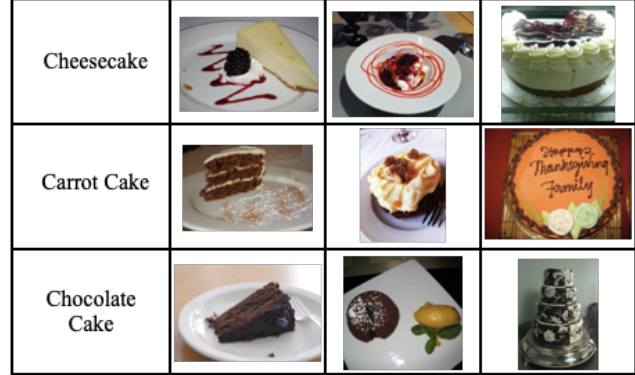 Cheesecake
Carrot Cake
Happy
Thanksgiving
Family
Chocolate
Cake